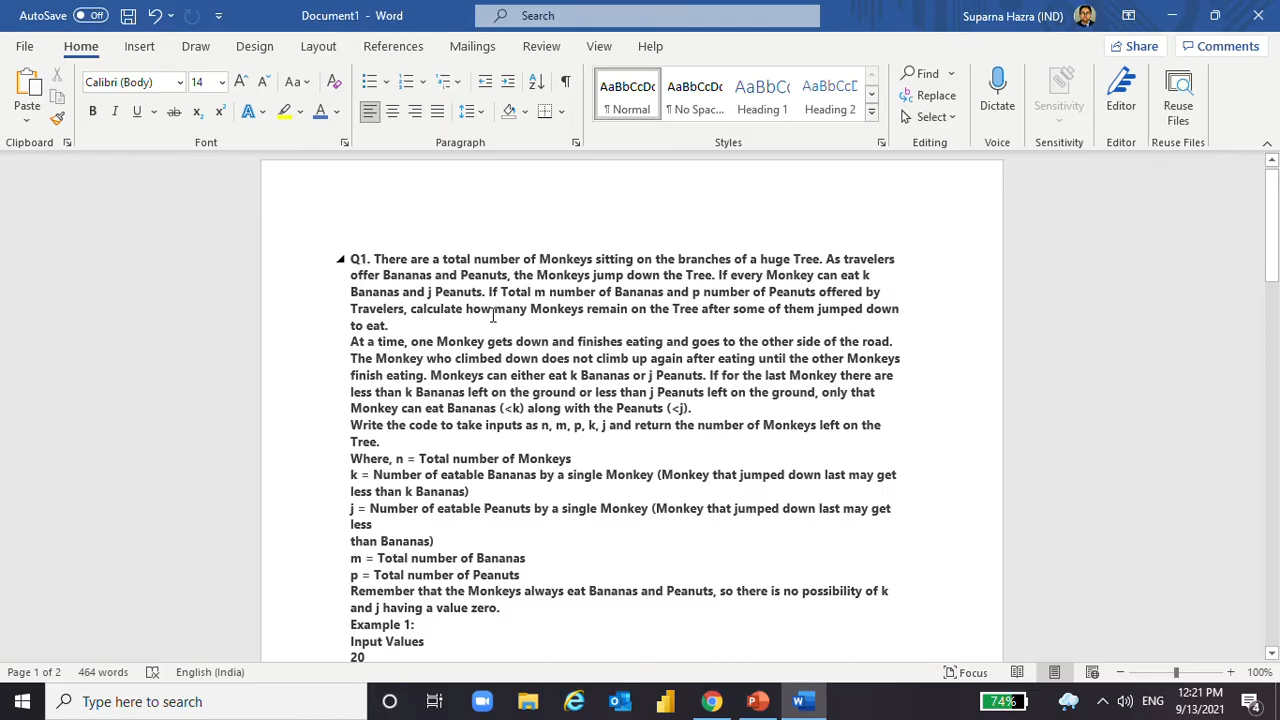 AutoSave Off Document1 - Word Search Suparna Hazra (IND)
File Home Insert Draw Design Layout References Mailings Review View Help Share Comments
Paste Calibri (Body) 14 Aa AaBbCcDc AaBbCcDc AaBbCc AaBbCcD Find Replace Select Dictate Sensitivity Editor Reuse Files
¶ Normal ¶ No Spac... Heading 1 Heading 2
Clipboard Font Paragraph Styles Editing Voice Sensitivity Editor Reuse Files
Q1. There are a total number of Monkeys sitting on the branches of a huge Tree. As travelers
offer Bananas and Peanuts, the Monkeys jump down the Tree. If every Monkey can eat k
Bananas and j Peanuts. If Total m number of Bananas and p number of Peanuts offered by
Travelers, calculate how many Monkeys remain on the Tree after some of them jumped down
to eat.
At a time, one Monkey gets down and finishes eating and goes to the other side of the road.
The Monkey who climbed down does not climb up again after eating until the other Monkeys
finish eating. Monkeys can either eat k Bananas or j Peanuts. If for the last Monkey there are
less than k Bananas left on the ground or less than j Peanuts left on the ground, only that
Monkey can eat Bananas (<k) along with the Peanuts (<j).
Write the code to take inputs as n, m, p, k, j and return the number of Monkeys left on the
Tree.
Where, n = Total number of Monkeys
k = Number of eatable Bananas by a single Monkey (Monkey that jumped down last may get
less than k Bananas)
j = Number of eatable Peanuts by a single Monkey (Monkey that jumped down last may get
less
than Bananas)
m = Total number of Bananas
p = Total number of Peanuts
Remember that the Monkeys always eat Bananas and Peanuts, so there is no possibility of k
and j having a value zero.
Example 1:
Input Values
20
Page 1 of 2 464 words English (India) Focus 100%
Type here to search 74% ENG 12:21 PM
9/13/2021 4